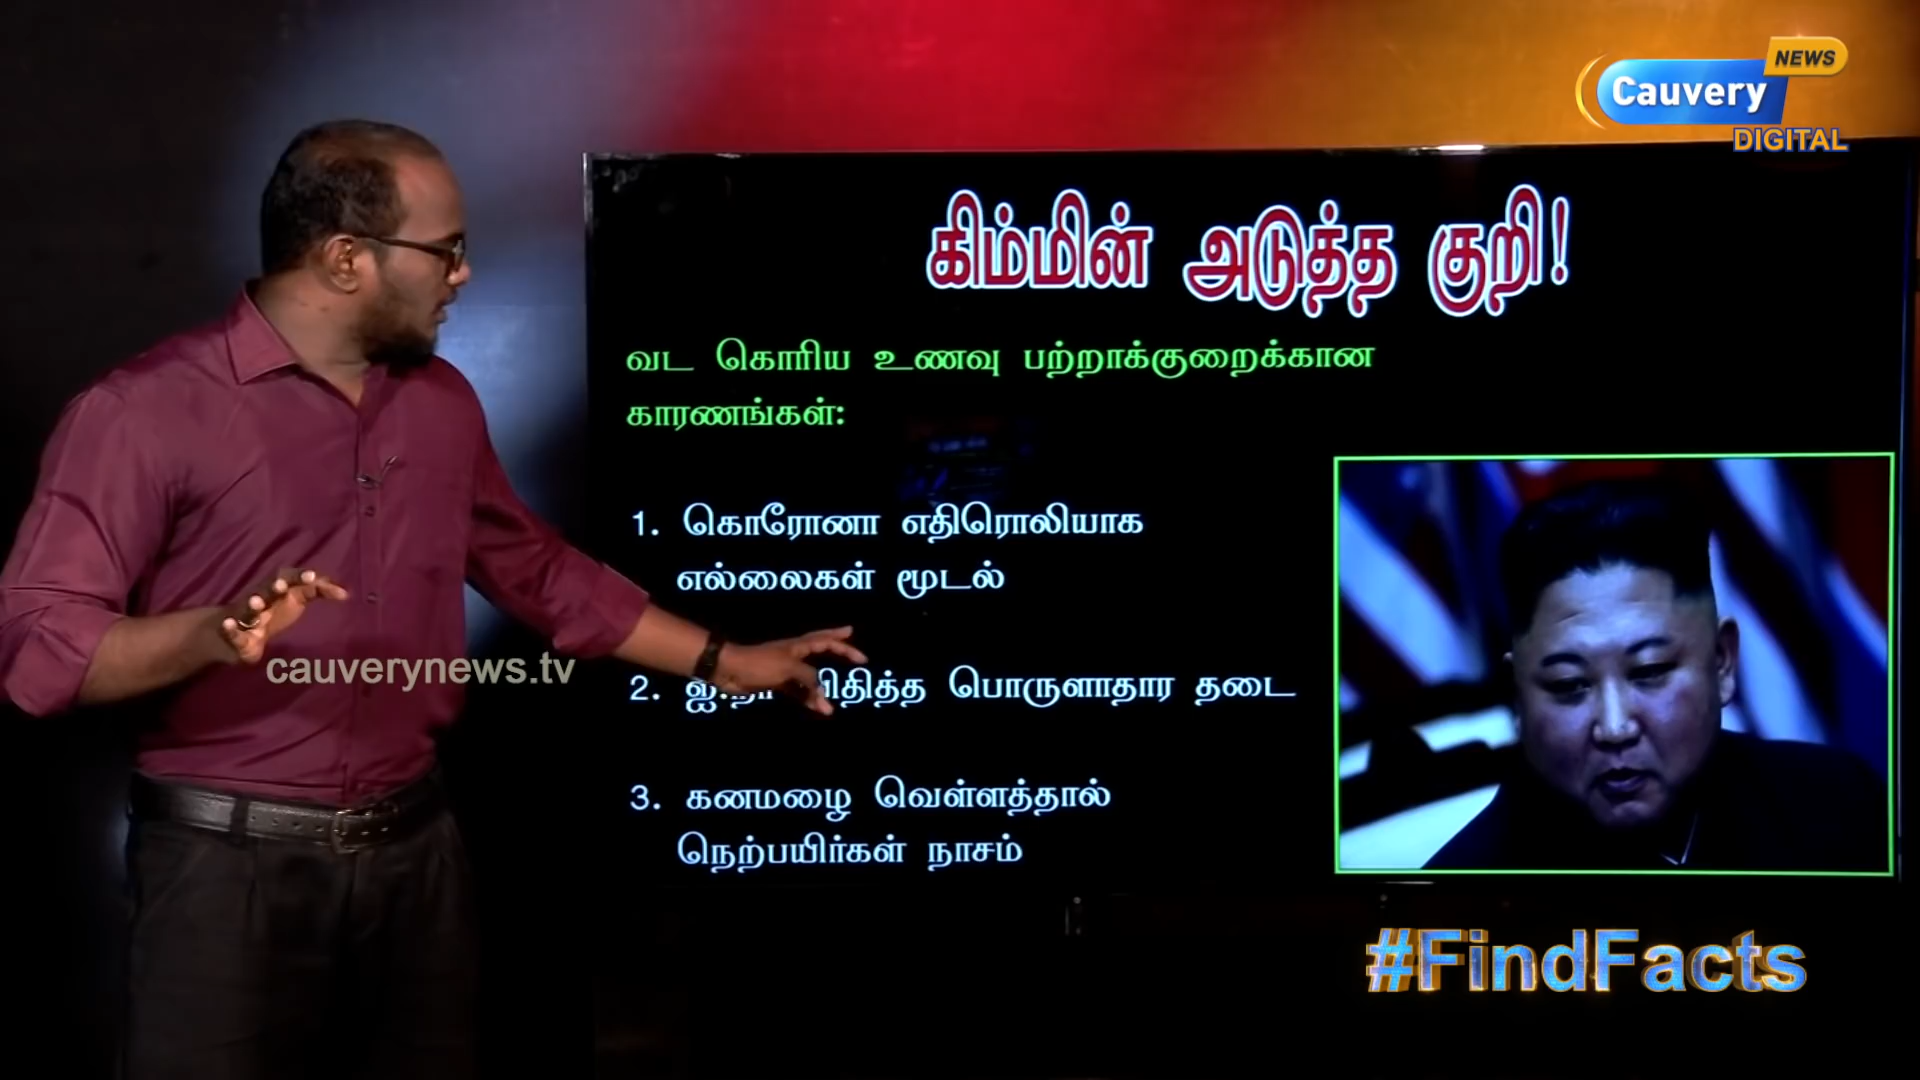 NEWS
Cauvery
DIGITAL
கிம்மின் அடுத்த குறி!
வட கொரிய உணவு பற்றாக்குறைக்கான
காரணங்கள்:
1. கொரோனா எதிரொலியாக
எல்லைகள் மூடல்
cauverynews.tv
2. பொருளாதார தடை
3. கனமழை வெள்ளத்தால்
நெற்பயிர்கள் நாசம்
#FindFacts